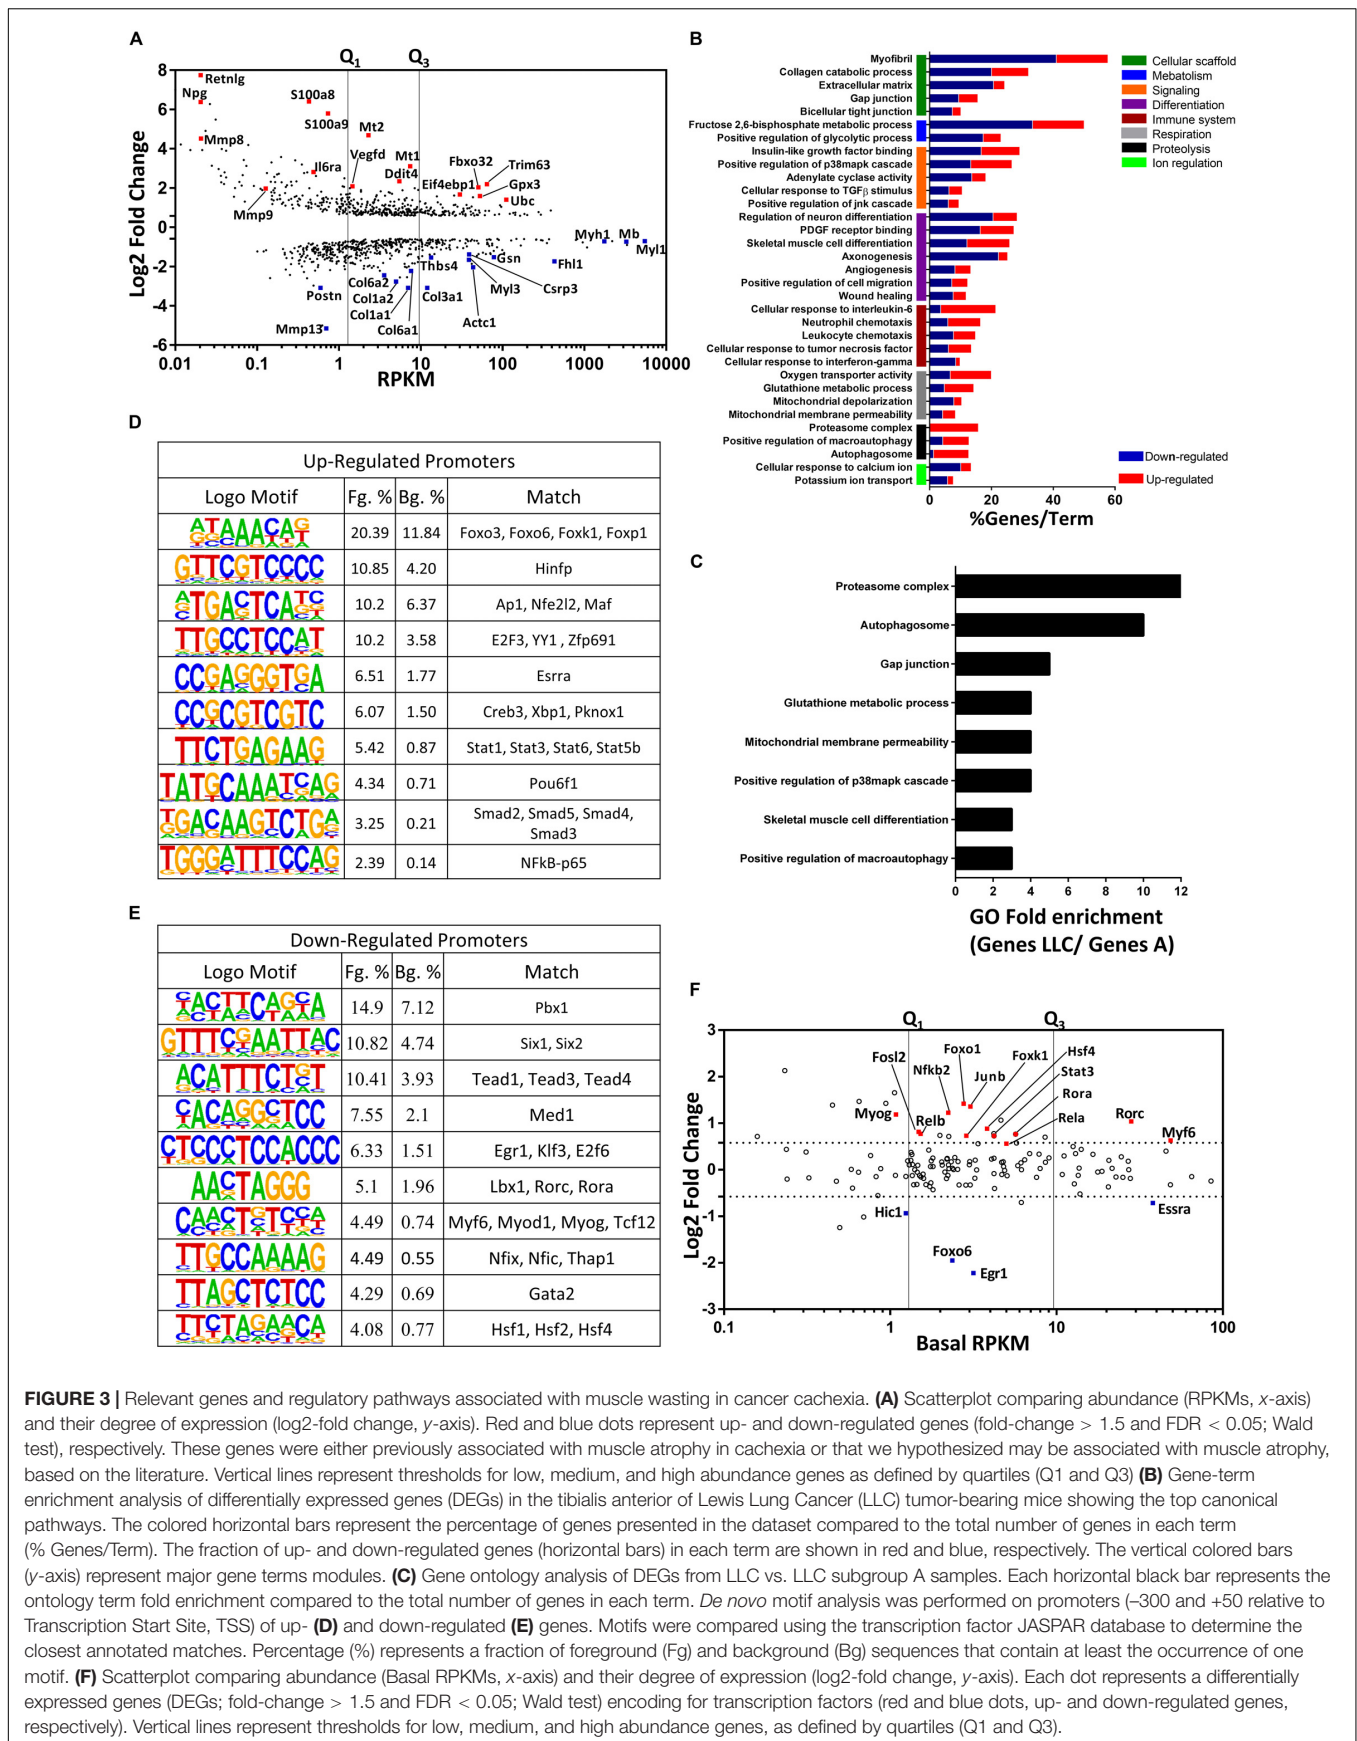 A
Q1 Q3
8
6
4
2
0
-2
-4
-6
Log2 Fold Change
Retnlg
Npg
S100a8
S100a9
Mt2
Mmp8
Il6ra
Vegfd
Mt1
Ddit4
Fbxo32
Trim63
Eif4ebp1
Gpx3
Ubc
Mmp9
Myh1 Mb
Myl1
Thbs4
Gsn
Fhl1
Col6a2
Col1a2
Col1a1
Col3a1
Myl3
Csrp3
Postn
Mmp13
Col6a1
Actc1
0.01 0.1 1 10 100 1000 10000
RPKM
B
Myofibril
Collagen catabolic process
Extracellular matrix
Gap junction
Bicellular tight junction
Fructose 2,6-bisphosphate metabolic process
Positive regulation of glycolytic process
Insulin-like growth factor binding
Positive regulation of p38mapk cascade
Adenylate cyclase activity
Cellular response to TGFβ stimulus
Positive regulation of jnk cascade
Regulation of neuron differentiation
PDGF receptor binding
Skeletal muscle cell differentiation
Axonogenesis
Angiogenesis
Positive regulation of cell migration
Wound healing
Cellular response to interleukin-6
Neutrophil chemotaxis
Leukocyte chemotaxis
Cellular response to tumor necrosis factor
Cellular response to interferon-gamma
Oxygen transporter activity
Glutathione metabolic process
Mitochondrial depolarization
Mitochondrial membrane permeability
Proteasome complex
Positive regulation of macroautophagy
Autophagosome
Cellular response to calcium ion
Potassium ion transport
0 20 40 60
%Genes/Term
Cellular scaffold
Mebatolism
Signaling
Differentiation
Immune system
Respiration
Proteolysis
Ion regulation
Down-regulated
Up-regulated
C
Proteasome complex
Autophagosome
Gap junction
Glutathione metabolic process
Mitochondrial membrane permeability
Positive regulation of p38mapk cascade
Skeletal muscle cell differentiation
Positive regulation of macroautophagy
0 2 4 6 8 10 12
GO Fold enrichment
(Genes LLC/ Genes A)
D
Up-Regulated Promoters
Logo Motif Fg. % Bg. % Match
20.39 11.84 Foxo3, Foxo6, Foxk1, Foxp1
GTTCGTCCCC 10.85 4.20 Hinfp
10.2 6.37 Ap1, Nfe2l2, Maf
TTGCCTCCAT 10.2 3.58 E2F3, YY1 , Zfp691
CCGAGGGTGA 6.51 1.77 Esrra
CCGCGTCGTC 6.07 1.50 Creb3, Xbp1, Pknox1
TTCTGAGAAG 5.42 0.87 Stat1, Stat3, Stat6, Stat5b
TATGCAAATCAG 4.34 0.71 Pou6f1
TGACAAGTCTGA 3.25 0.21 Smad2, Smad5, Smad4,
Smad3
TGGGATTTCCAG 2.39 0.14 NFkB-p65
E
Down-Regulated Promoters
Logo Motif Fg. % Bg. % Match
14.9 7.12 Pbx1
GTTTCGAATTAC 10.82 4.74 Six1, Six2
ACATTTCTGT 10.41 3.93 Tead1, Tead3, Tead4
CACAGGCTCC 7.55 2.1 Med1
CTCCCTCCACCC 6.33 1.51 Egr1, Klf3, E2f6
AACTAGGG 5.1 1.96 Lbx1, Rorc, Rora
4.49 0.74 Myf6, Myod1, Myog, Tcf12
TTGCCAAAAG 4.49 0.55 Nfix, Nfic, Thap1
TTAGCTCTCC 4.29 0.69 Gata2
TTCTAGAACA 4.08 0.77 Hsf1, Hsf2, Hsf4
F
Q1 Q3
3
2
1
0
-1
-2
-3
Log2 Fold Change
Fosl2
Nfkb2
Foxo1
Junb
Foxk1
Hsf4
Stat3
Rora
Rela
Myog
Relb
Rorc
Myf6
Hic1
Essra
Foxo6
Egr1
0.1 1 10 100
Basal RPKM
FIGURE 3 | Relevant genes and regulatory pathways associated with muscle wasting in cancer cachexia. (A) Scatterplot comparing abundance (RPKMs, x-axis)
and their degree of expression (log2-fold change, y-axis). Red and blue dots represent up- and down-regulated genes (fold-change > 1.5 and FDR < 0.05; Wald
test), respectively. These genes were either previously associated with muscle atrophy in cachexia or that we hypothesized may be associated with muscle atrophy,
based on the literature. Vertical lines represent thresholds for low, medium, and high abundance genes as defined by quartiles (Q1 and Q3) (B) Gene-term
enrichment analysis of differentially expressed genes (DEGs) in the tibialis anterior of Lewis Lung Cancer (LLC) tumor-bearing mice showing the top canonical
pathways. The colored horizontal bars represent the percentage of genes presented in the dataset compared to the total number of genes in each term
(% Genes/Term). The fraction of up- and down-regulated genes (horizontal bars) in each term are shown in red and blue, respectively. The vertical colored bars
(y-axis) represent major gene terms modules. (C) Gene ontology analysis of DEGs from LLC vs. LLC subgroup A samples. Each horizontal black bar represents the
ontology term fold enrichment compared to the total number of genes in each term. De novo motif analysis was performed on promoters (–300 and +50 relative to
Transcription Start Site, TSS) of up- (D) and down-regulated (E) genes. Motifs were compared using the transcription factor JASPAR database to determine the
closest annotated matches. Percentage (%) represents a fraction of foreground (Fg) and background (Bg) sequences that contain at least the occurrence of one
motif. (F) Scatterplot comparing abundance (Basal RPKMs, x-axis) and their degree of expression (log2-fold change, y-axis). Each dot represents a differentially
expressed genes (DEGs; fold-change > 1.5 and FDR < 0.05; Wald test) encoding for transcription factors (red and blue dots, up- and down-regulated genes,
respectively). Vertical lines represent thresholds for low, medium, and high abundance genes, as defined by quartiles (Q1 and Q3).